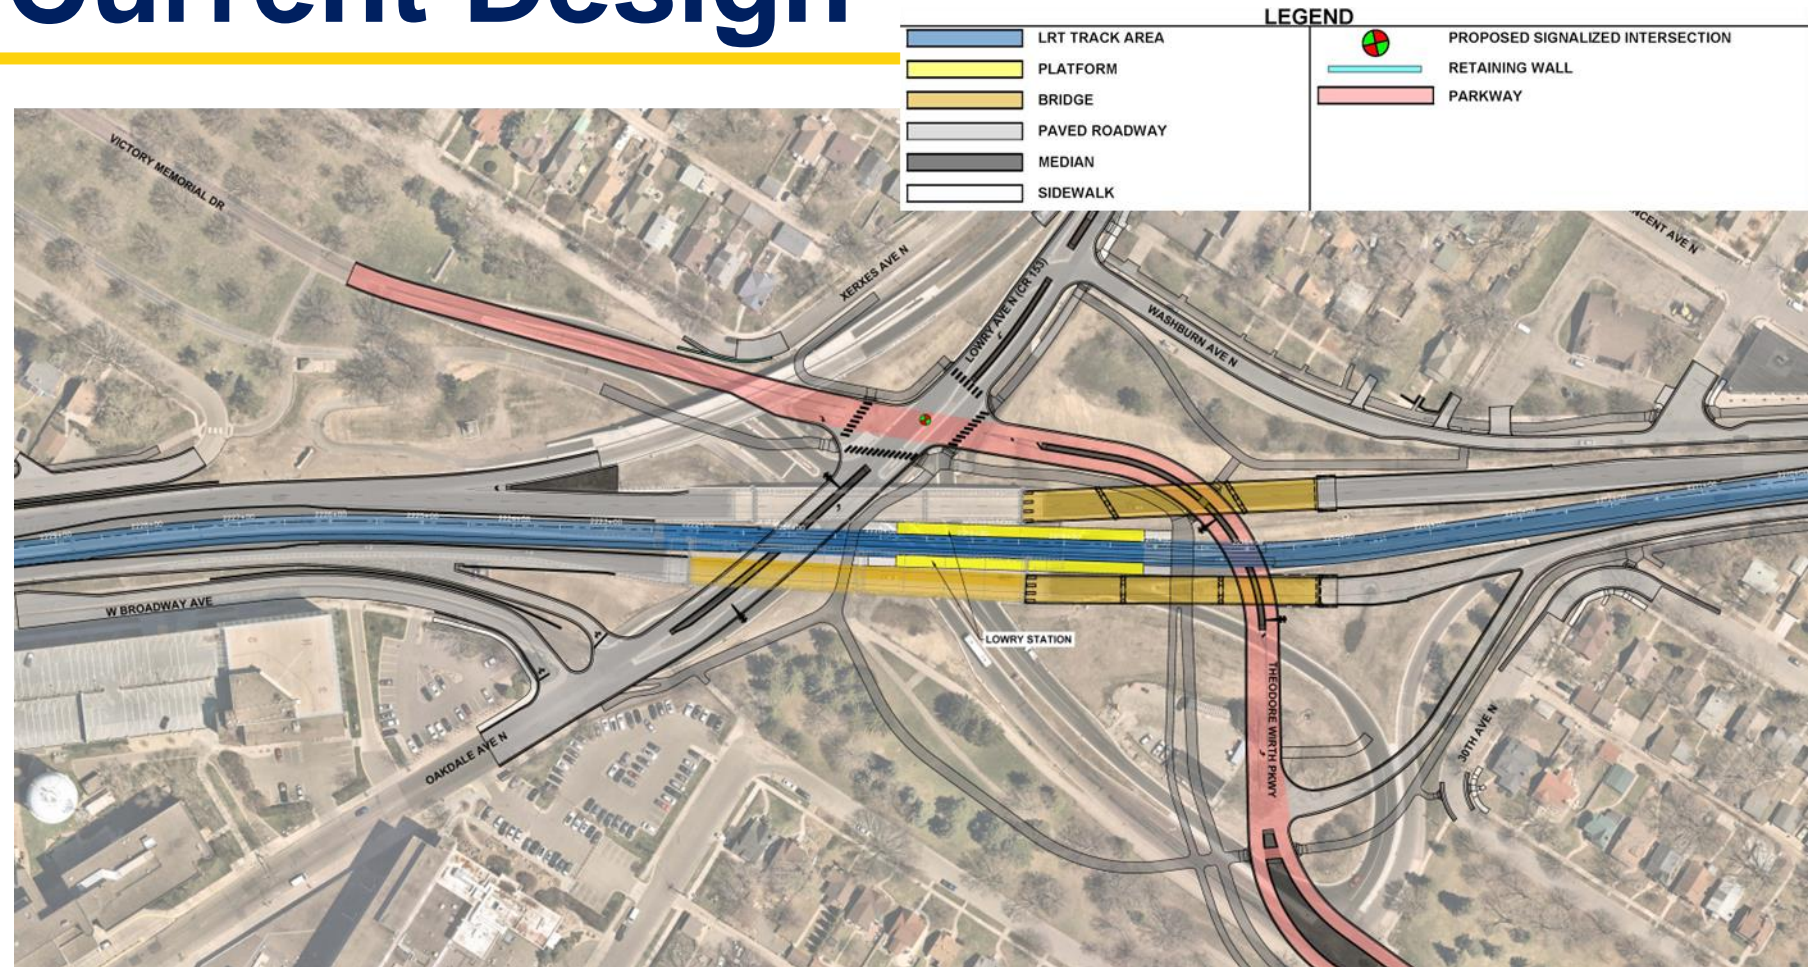 Current Design
LEGEND
LRT TRACK AREA
PLATFORM
BRIDGE
PAVED ROADWAY
MEDIAN
SIDEWALK
PROPOSED SIGNALIZED INTERSECTION
RETAINING WALL
PARKWAY
VICTORY MEMORIAL DR
XERXES AVE N
LOWRY AVE N (CR 153)
WASHBURN AVE N
NCENT AVE N
W BROADWAY AVE
LOWRY STATION
OAKDALE AVE N
THEODORE WIRTH PKWY
30TH AVE N